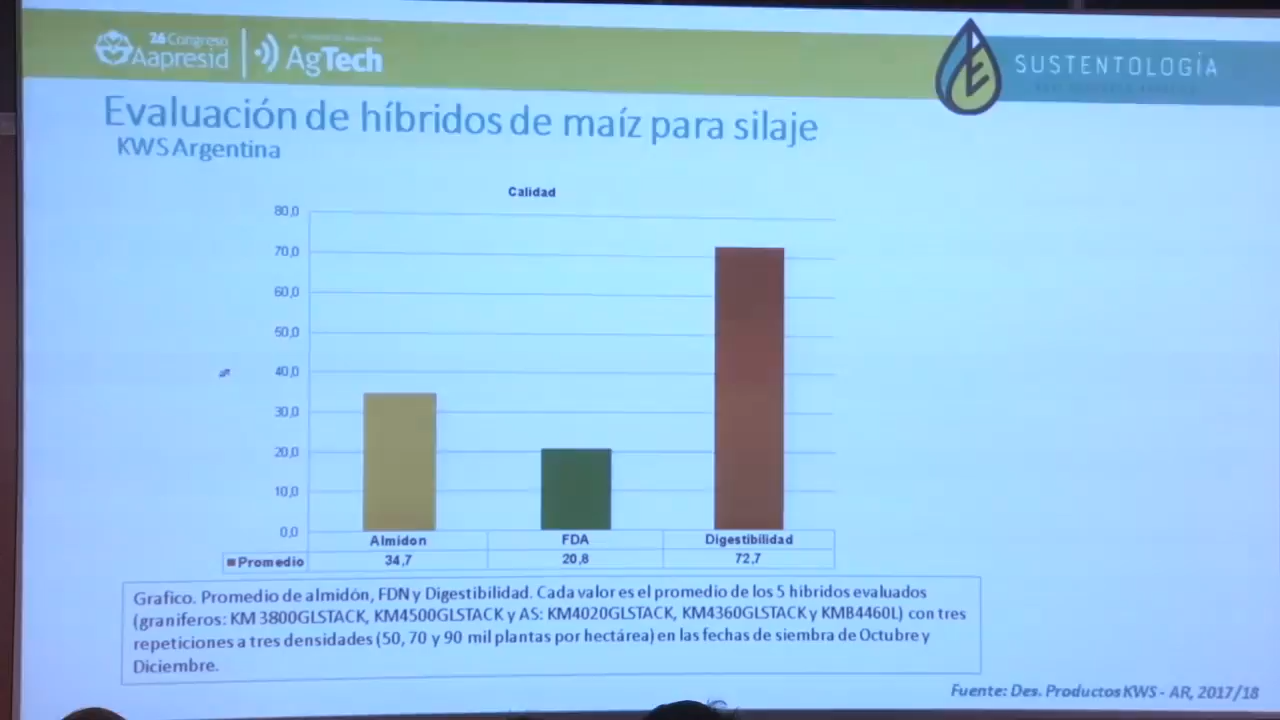 26 Congreso
Aapresid
AgTech
SUSTENTOLOGÍA
Evaluación de híbridos de maíz para silaje
KWS Argentina
Calidad
80,0
70,0
60,0
50,0
%
40,0
30,0
20,0
10,0
0,0
Almidon FDA Digestibilidad
Promedio 34,7 20,8 72,7
Grafico. Promedio de almidón, FDN y Digestibilidad. Cada valor es el promedio de los 5 híbridos evaluados
(graniferos: KM 3800GLSTACK, KM4500GLSTACK y AS: KM4020GLSTACK, KM4360GLSTACK y KMB4460L) con tres
repeticiones a tres densidades (50, 70 y 90 mil plantas por hectárea) en las fechas de siembra de Octubre y
Diciembre.
Fuente: Des. Productos KWS - AR, 2017/18